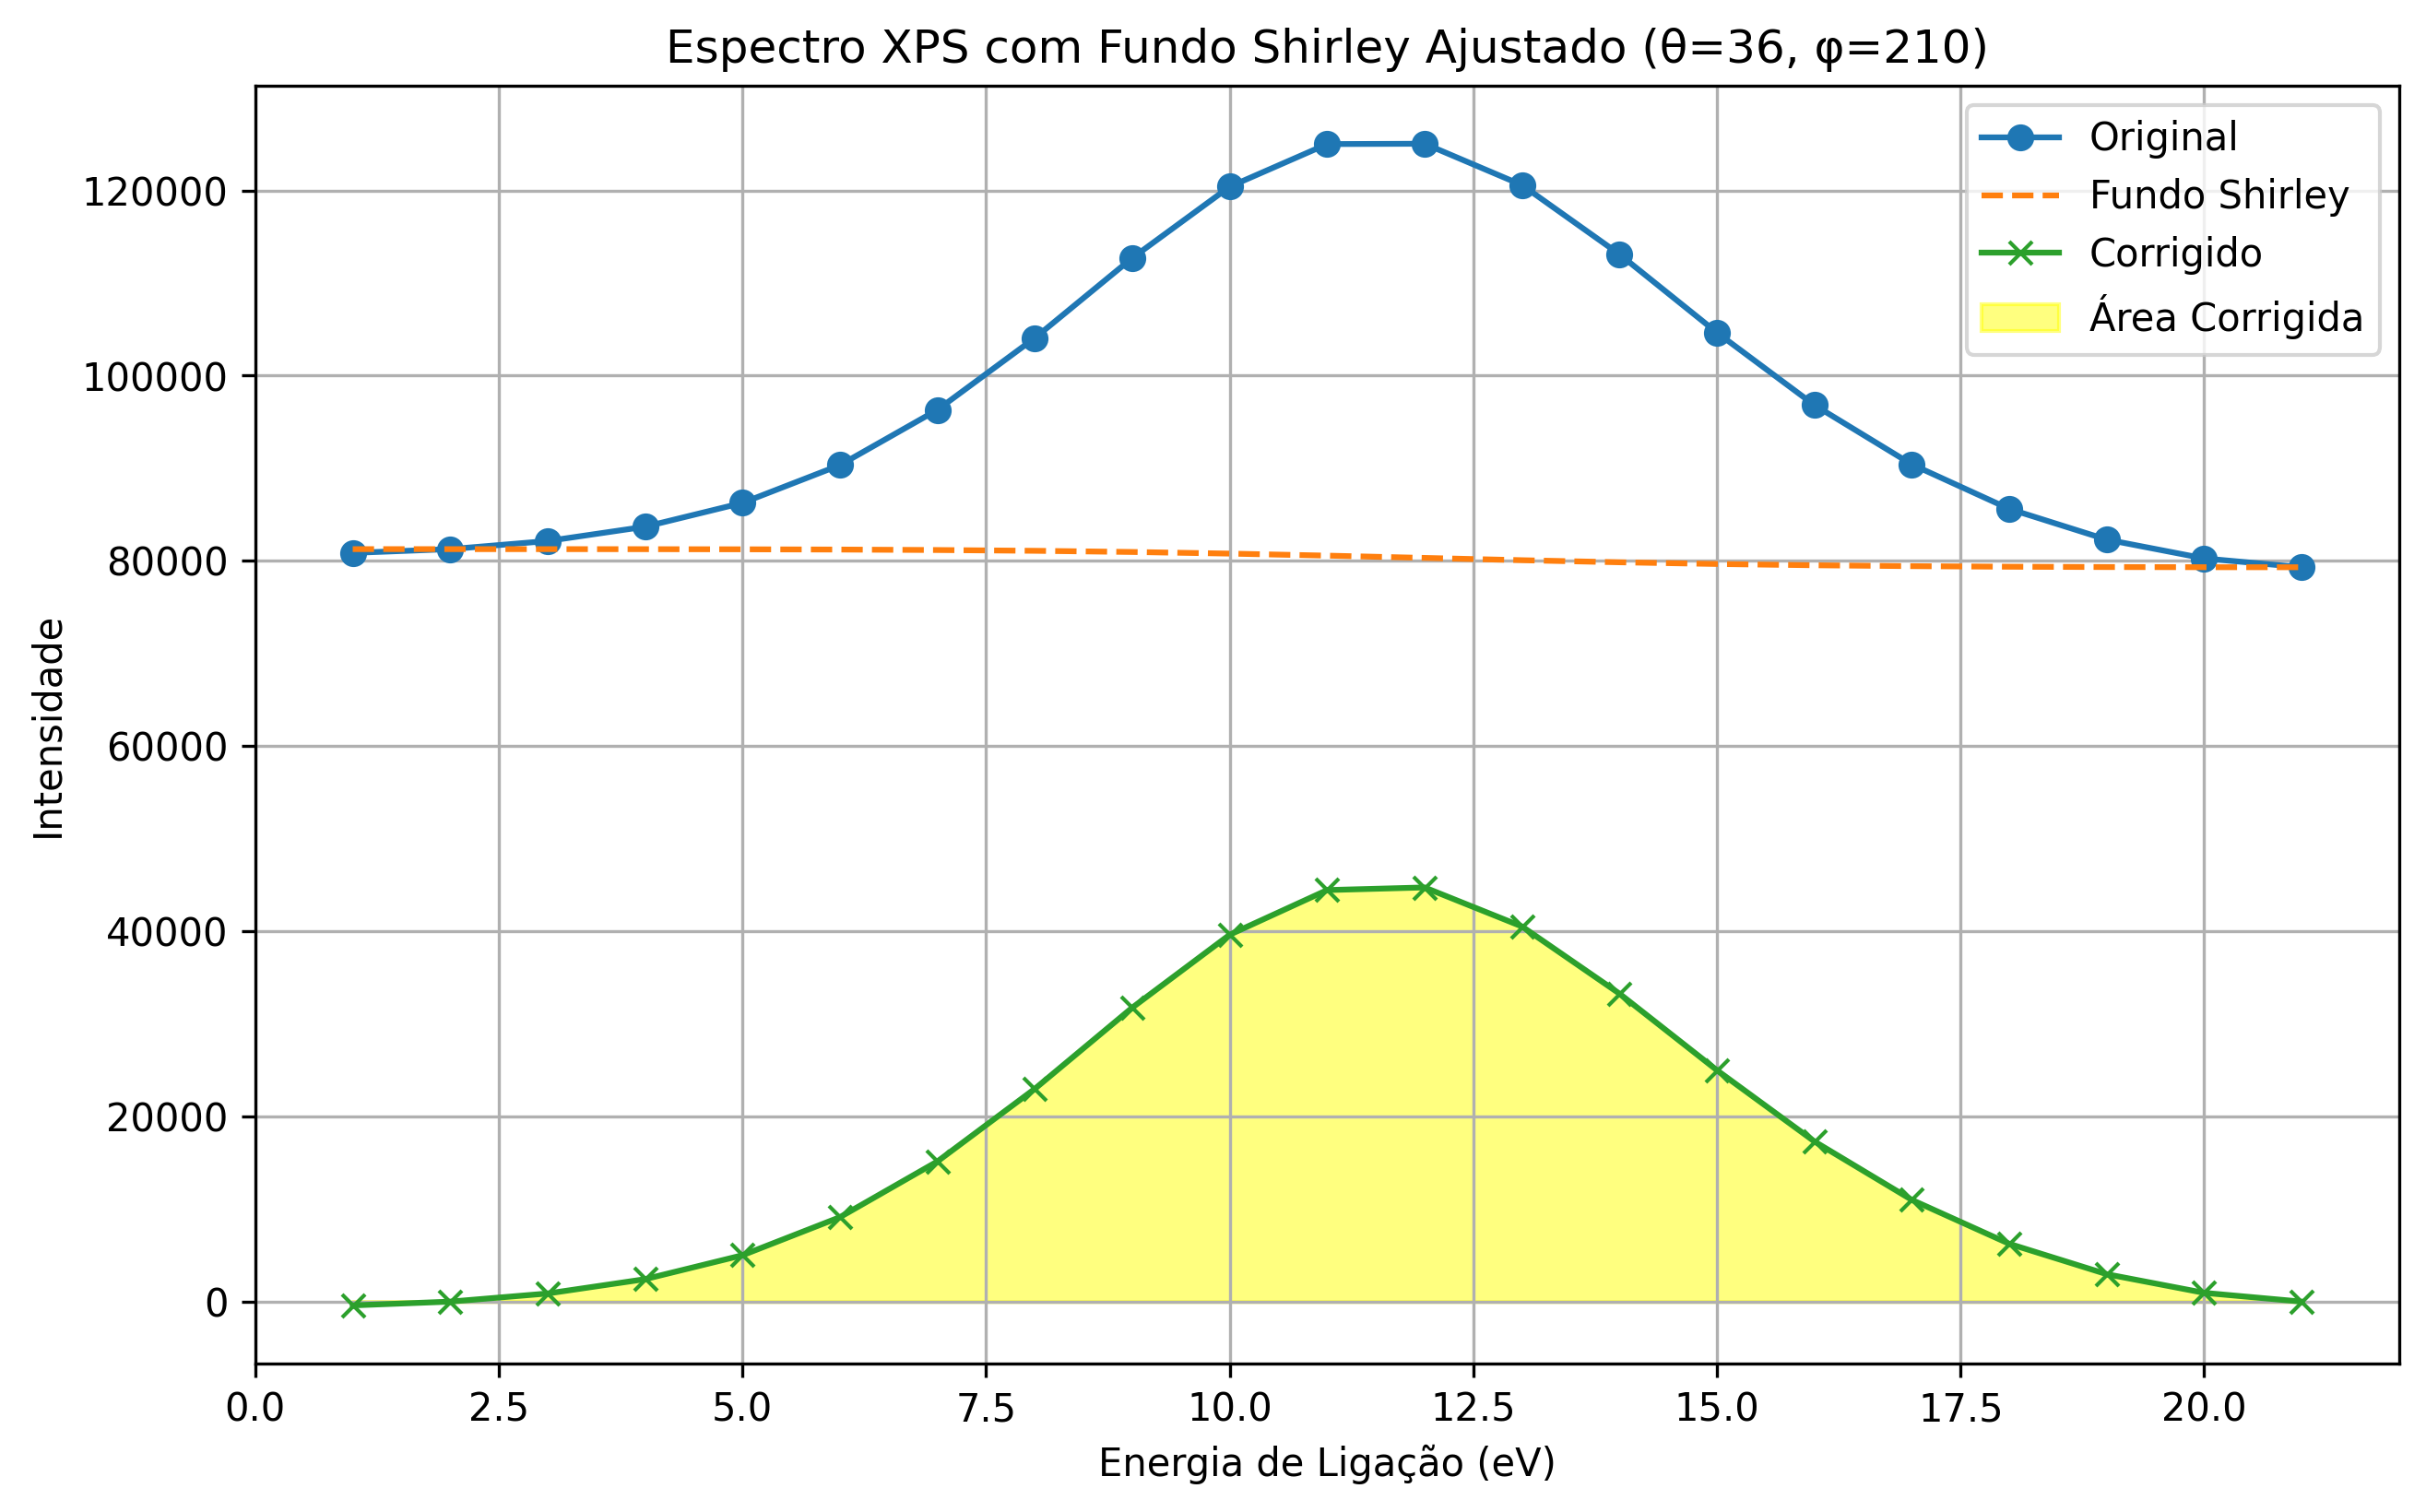 Espectro XPS com Fundo Shirley Ajustado (θ=36, φ=210)
Original
Fundo Shirley
Corrigido
Área Corrigida
Intensidade
120000
100000
80000
60000
40000
20000
0
0.0 2.5 5.0 7.5 10.0 12.5 15.0 17.5 20.0
Energia de Ligação (eV)